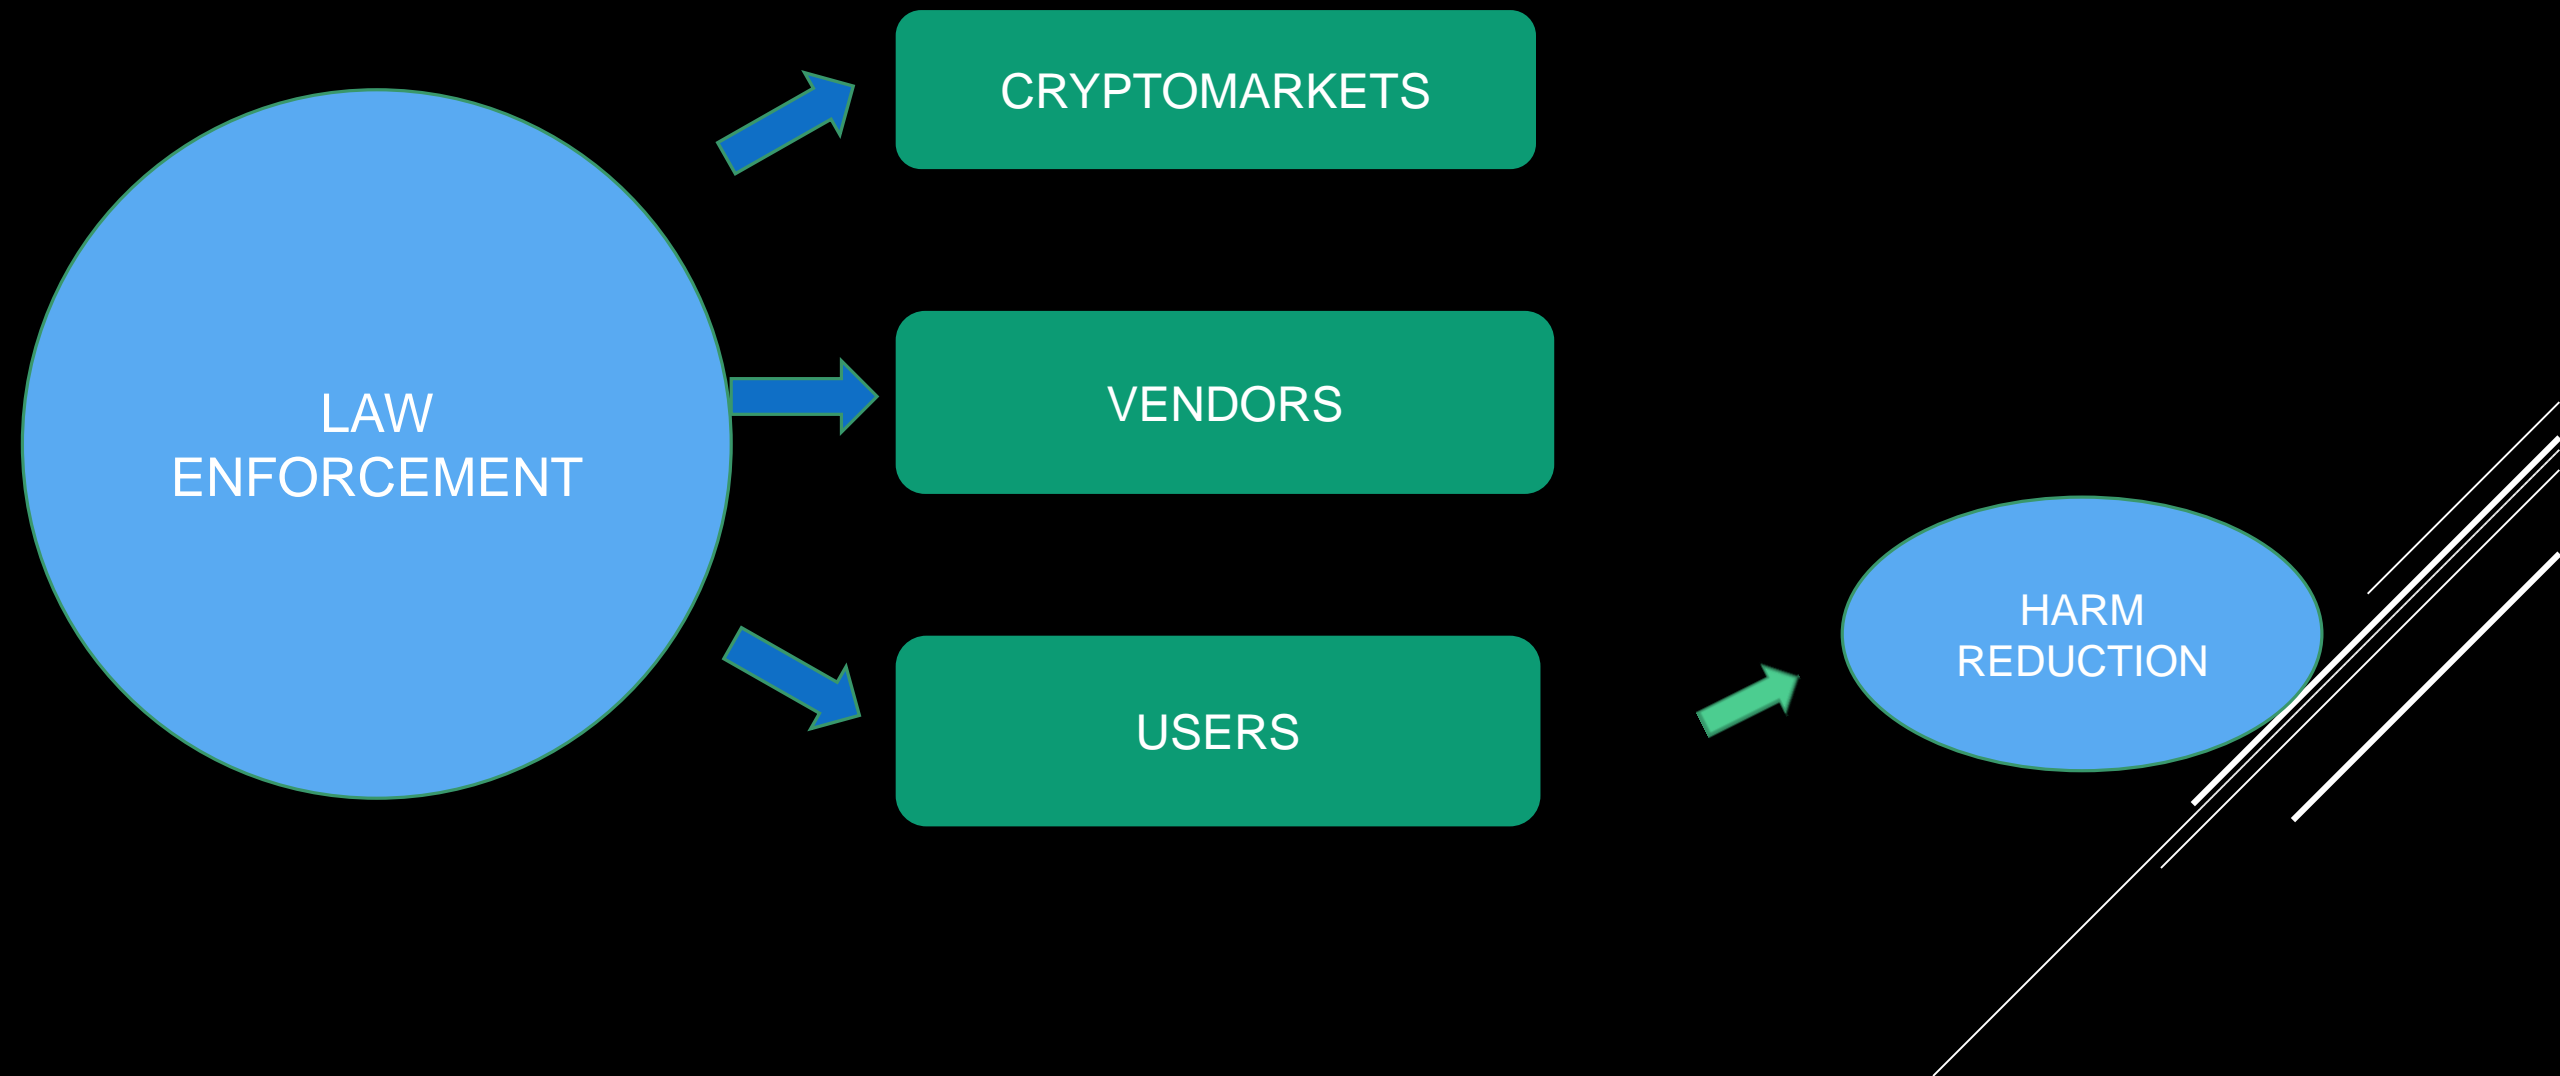 CRYPTOMARKETS
LAW
ENFORCEMENT
VENDORS
USERS
HARM
REDUCTION